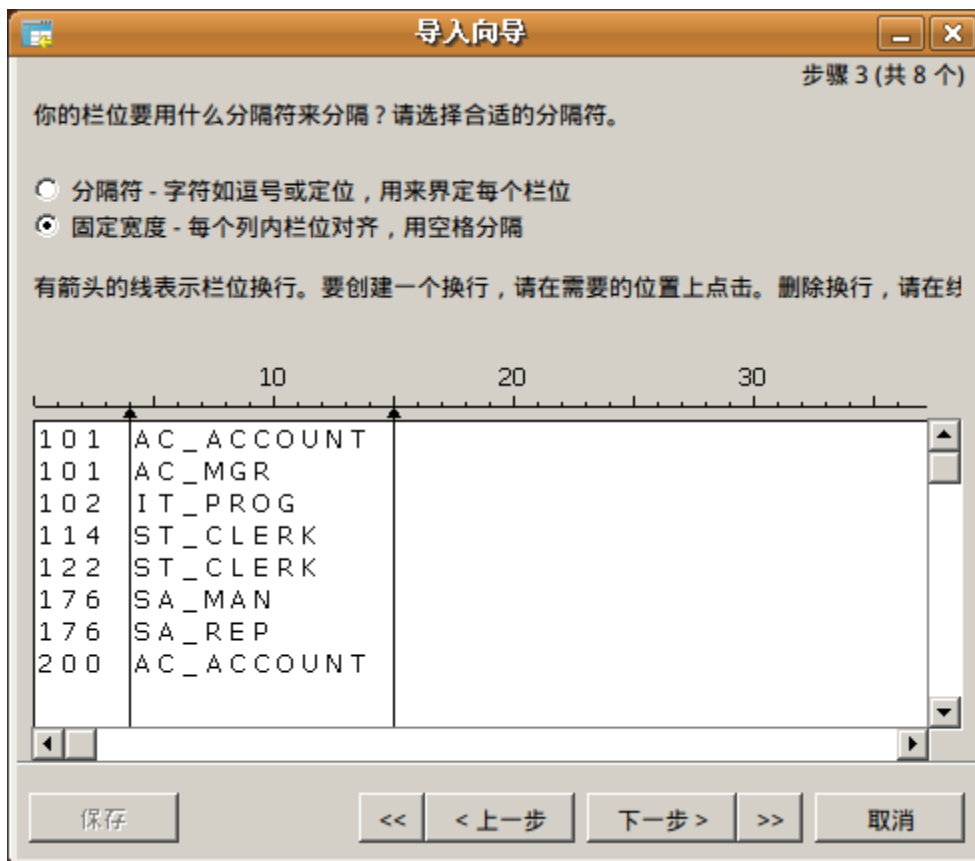 导入向导
步骤 3 (共 8 个)
你的栏位要用什么分隔符来分隔？请选择合适的分隔符。
分隔符 - 字符如逗号或定位，用来界定每个栏位
固定宽度 - 每个列内栏位对齐，用空格分隔
有箭头的线表示栏位换行。要创建一个换行，请在需要的位置上点击。删除换行，请在
10 20 30
101 AC_ACCOUNT
101 AC_MGR
102 IT_PROG
114 ST_CLERK
122 ST_CLERK
176 SA_MAN
176 SA_REP
200 AC_ACCOUNT
保存 << < 上一步 下一步 > >> 取消